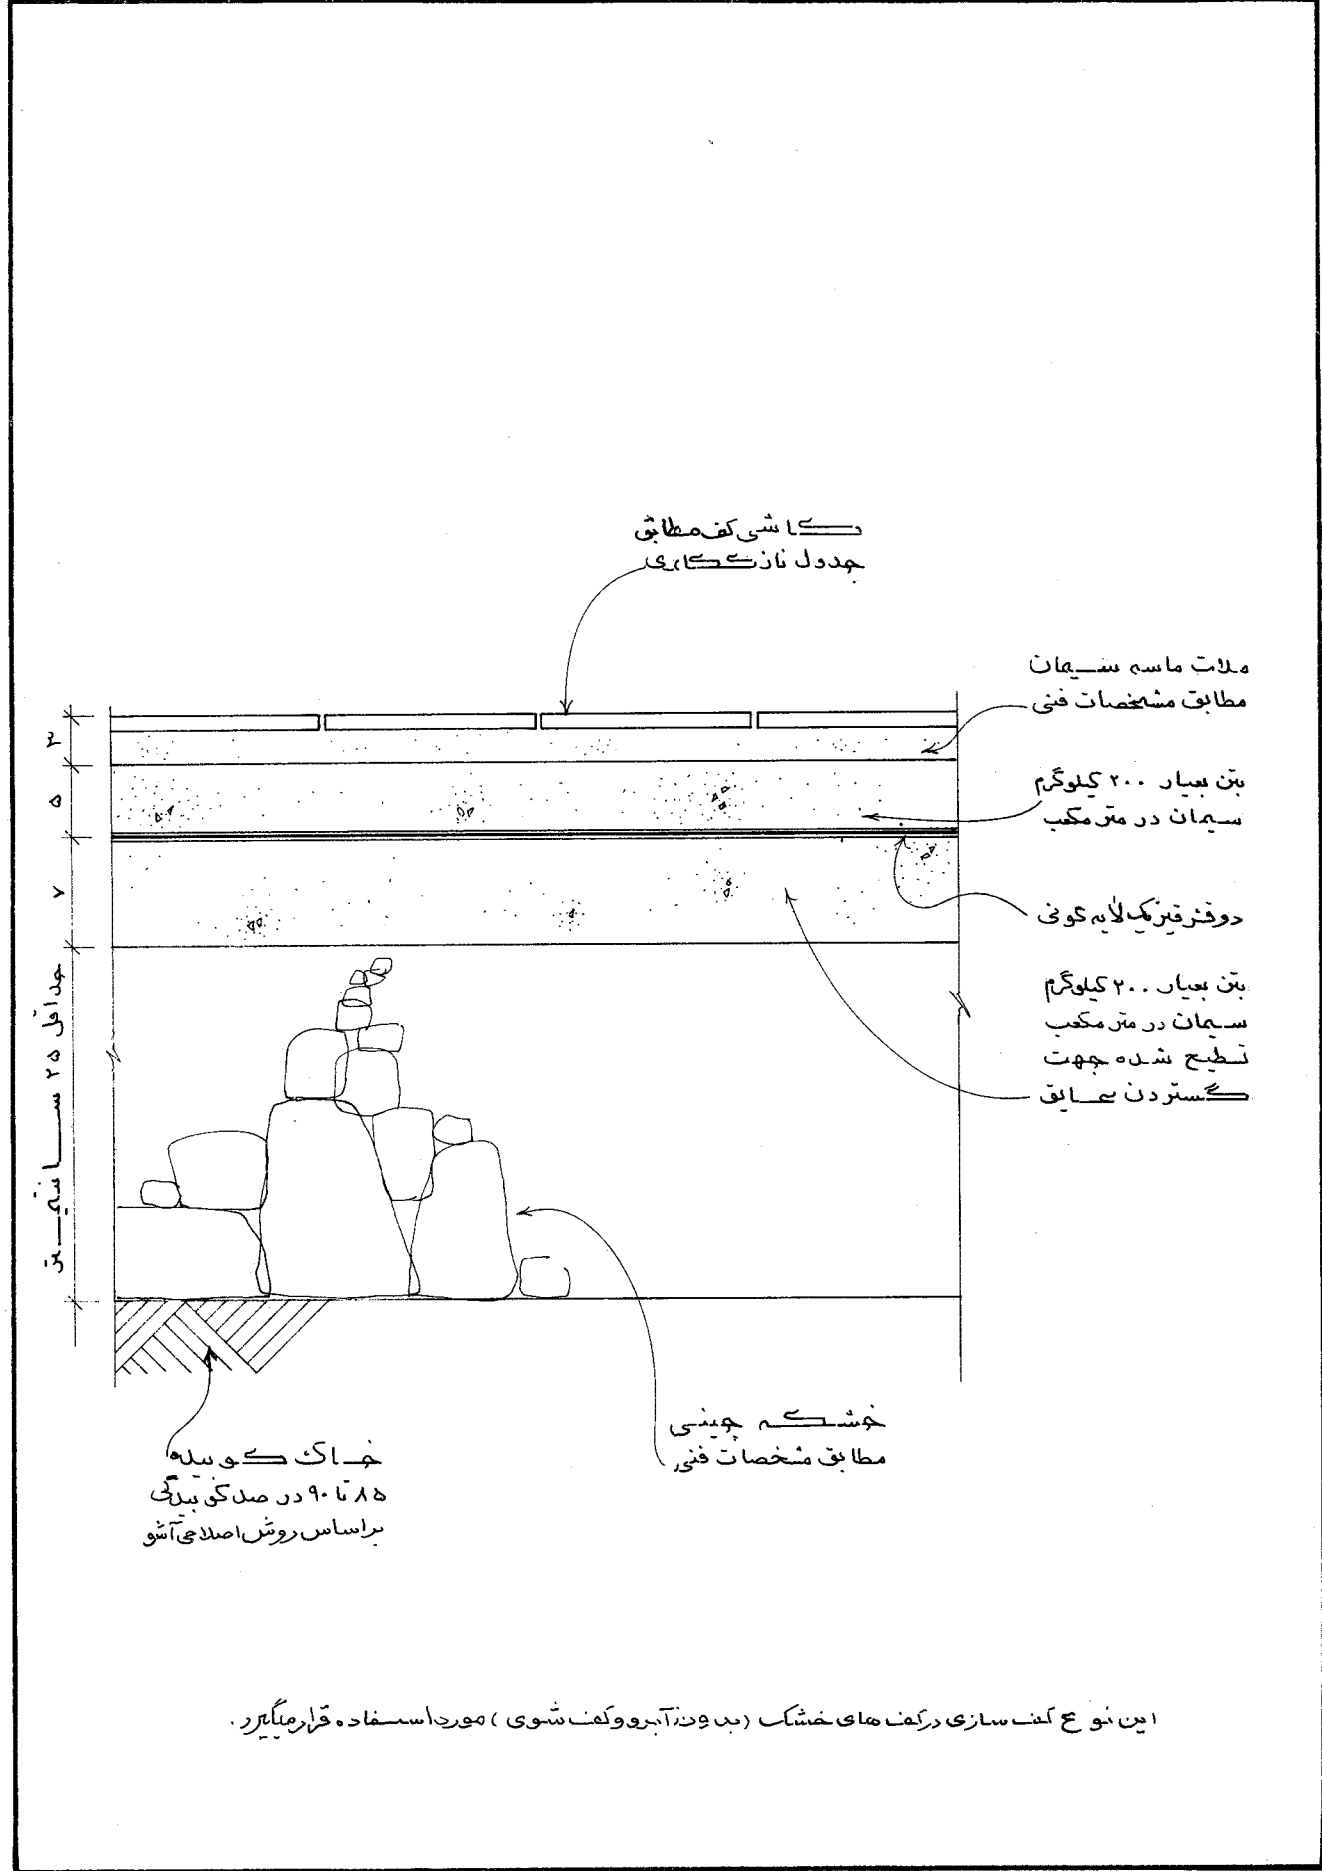 کاشی کف مطابق
جدول نازک کاری
ملات ماسه سیمان
مطابق مشخصات فنی
بتن بعیار ۲۰۰ کیلوگرم
سیمان در متر مکعب
دو قشر قیر یک لایه گونی
بتن بعیار ۲۰۰ کیلوگرم
سیمان در متر مکعب
تسطیح شده جهت
گستردن عایق
۳
۵
۷
حداقل ۲۵ سانتیمتر
خشکه چینی
مطابق مشخصات فنی
خاک کوبیده
۸۵ تا ۹۰ در صد کوبیدگی
براساس روش اصلاحی آشو
این نوع کف سازی در کف های خشک (بدون آبرو و کف شوی) مورد استفاده قرار میگیرد.